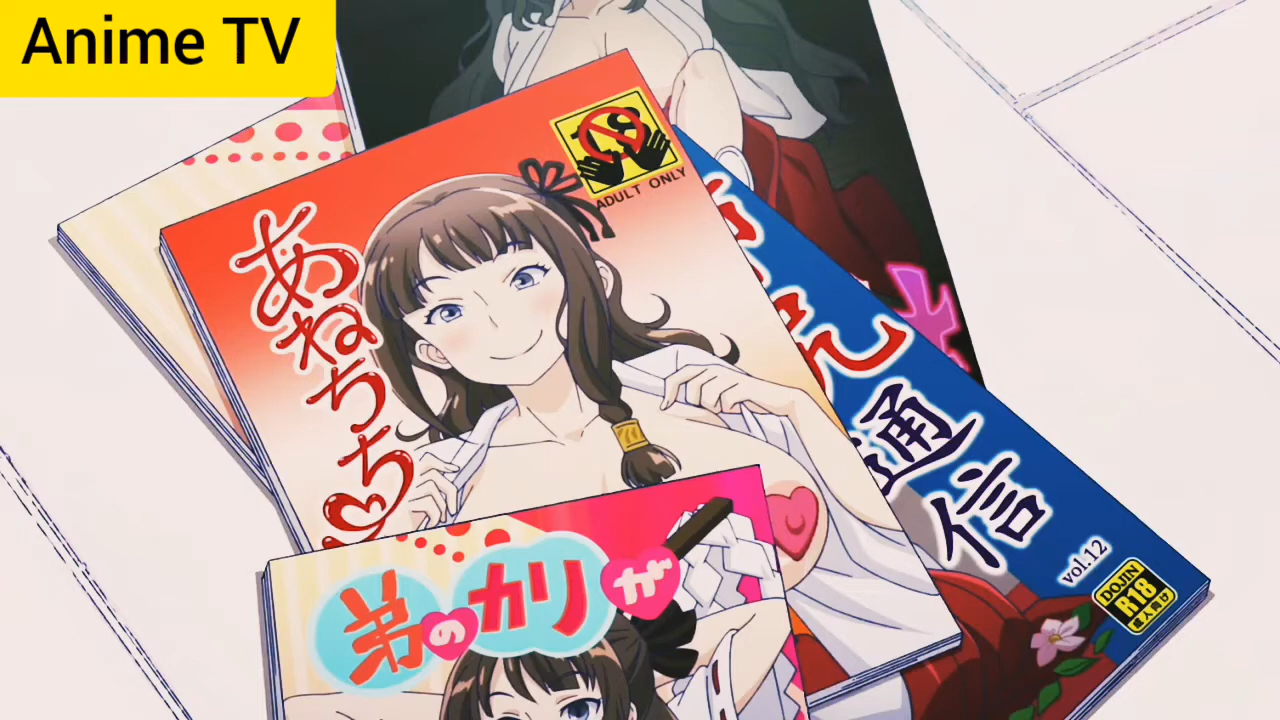 Anime TV
ADULT ONLY
あねちち
弟のカリが
通信
vol.12
DOJIN
R18
成人向け